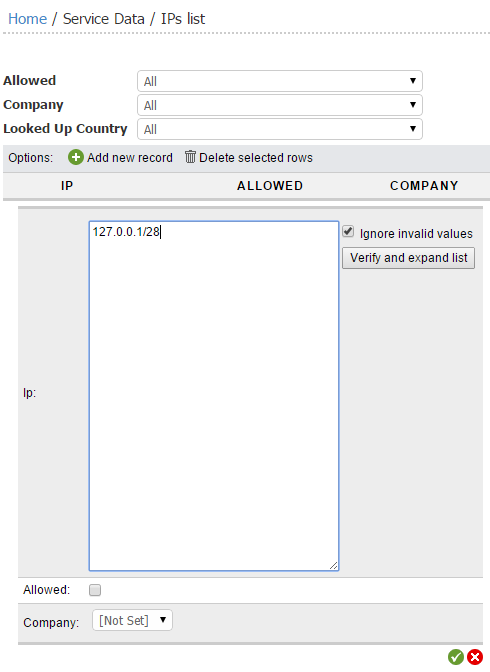 Home / Service Data / IPs list
Allowed All
Company All
Looked Up Country All
Options: Add new record Delete selected rows
IP ALLOWED COMPANY
127.0.0.1/28 Ignore invalid values
Verify and expand list
Ip:
Allowed:
Company: [Not Set]